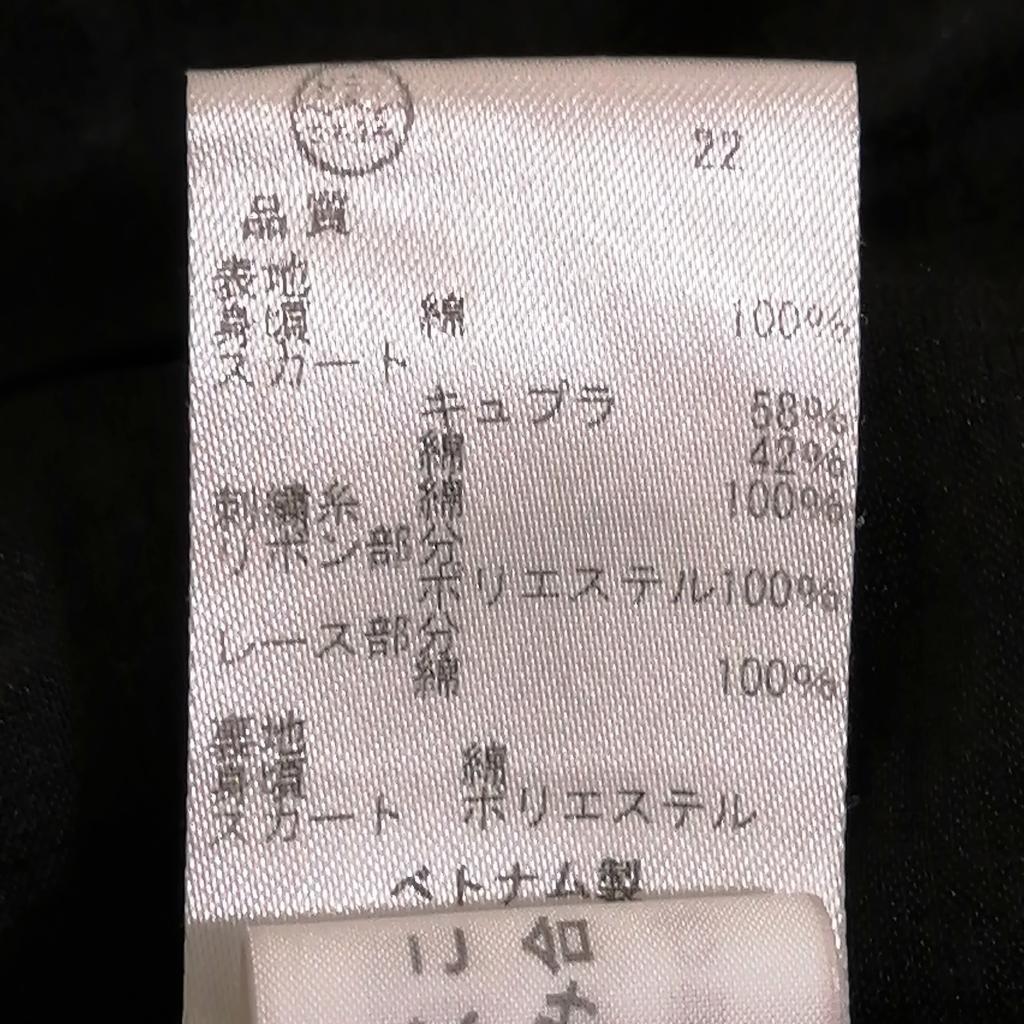 22
品質
表地
身頃 綿 100%
スカート
キュプラ 58%
綿 42%
刺繍糸 綿 100%
リボン部分
ポリエステル100%
レース部分
綿 100%
裏地
身頃 綿
スカート ポリエステル
ベトナム製